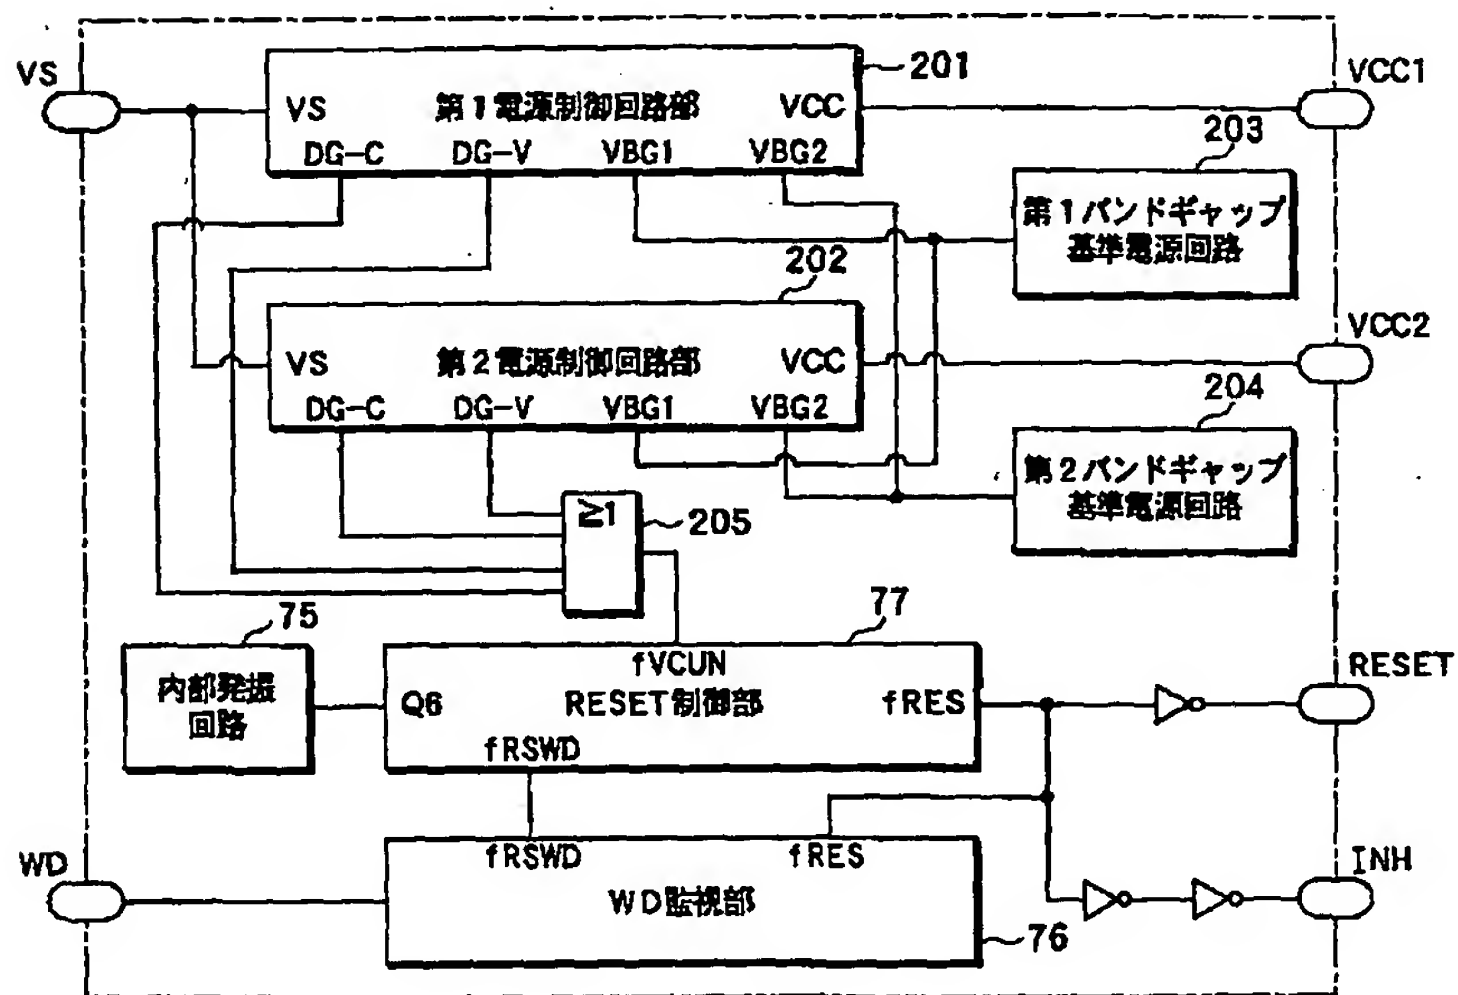 VS
201
VCC1
VS
第1電源制御回路部
VCC
DG-C
DG-V
VBG1
VBG2
203
第1バンドギャップ
基準電源回路
202
VCC2
VS
第2電源制御回路部
VCC
DG-C
DG-V
VBG1
VBG2
204
第2バンドギャップ
基準電源回路
≧1
205
75
77
内部発振
回路
fVCUN
Q6
RESET制御部
fRES
fRSWD
RESET
WD
fRSWD
fRES
WD監視部
76
INH